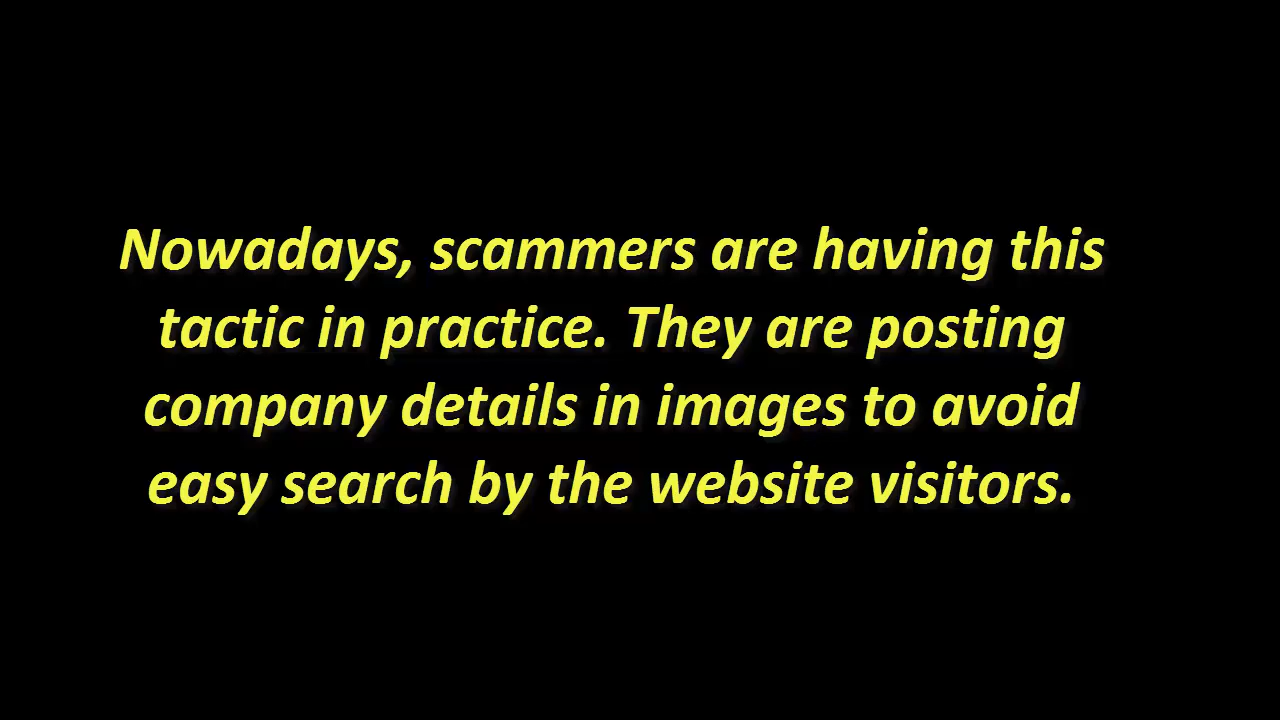 Nowadays, scammers are having this
tactic in practice. They are posting
company details in images to avoid
easy search by the website visitors.